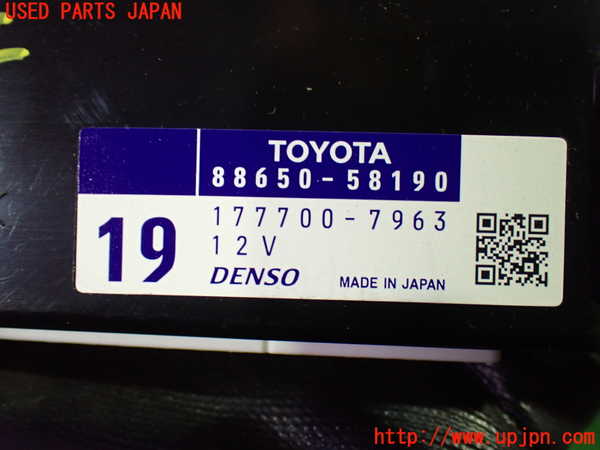 USED PARTS JAPAN
TOYOTA
88650-58190
19
177700-7963
12V
DENSO
MADE IN JAPAN
http://www.upjpn.com